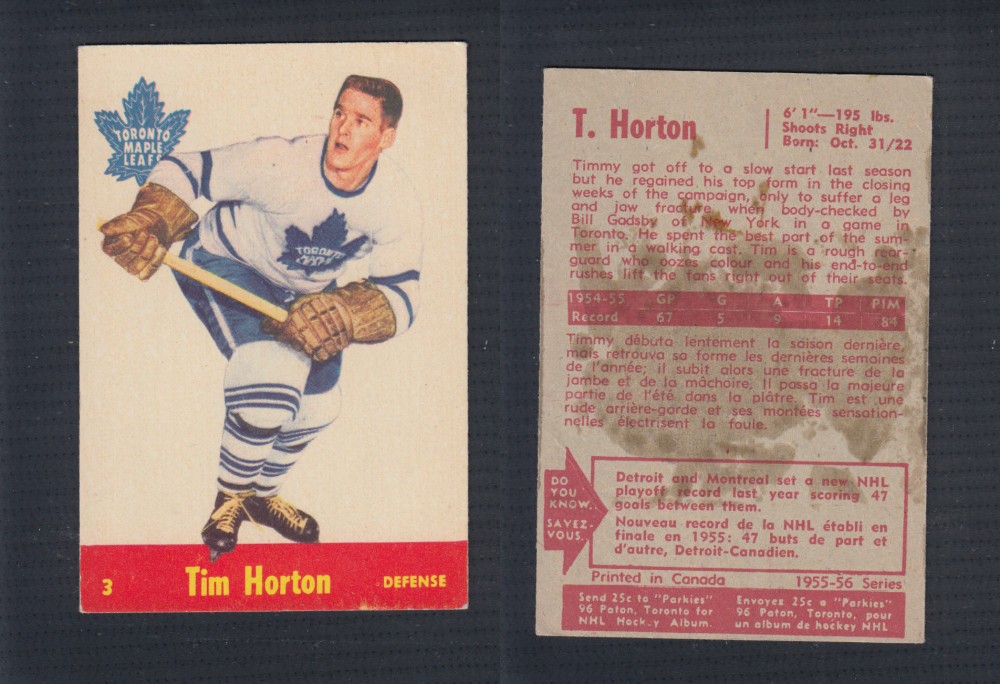 TORONTO
MAPLE
LEAFS
TORONTO
3
Tim Horton
DEFENSE
T. Horton
6' 1"—195 lbs.
Shoots Right
Born: Oct. 31/22
Timmy got off to a slow start last season
but he regained his top form in the closing
weeks of the campaign, only to suffer a leg
and jaw fracture when body-checked by
Bill Gadsby of New York in a game in
Toronto. He spent the best part of the sum-
mer in a walking cast. Tim is a rough rear-
guard who oozes colour and his end-to-end
rushes lift the fans right out of their seats.
1954-55 GP G A TP PIM
Record 67 5 9 14 84
Timmy débuta lentement la saison dernière,
mais retrouva sa forme les dernières semaines
de l'année; il subit alors une fracture de la
jambe et de la mâchoire. Il passa la majeure
partie de l'été dans la plâtre. Tim est une
rude arrière-garde et ses montées sensation-
nelles électrisent la foule.
DO
YOU
KNOW..
SAVEZ-
VOUS..
Detroit and Montreal set a new NHL
playoff record last year scoring 47
goals between them.
Nouveau record de la NHL établi en
finale en 1955: 47 buts de part et
d'autre, Detroit-Canadien.
Printed in Canada 1955-56 Series
Send 25c to "Parkies"
96 Paton, Toronto for
NHL Hockey Album.
Envoyez 25c a "Parkies"
96 Paton, Toronto, pour
un album de hockey NHL